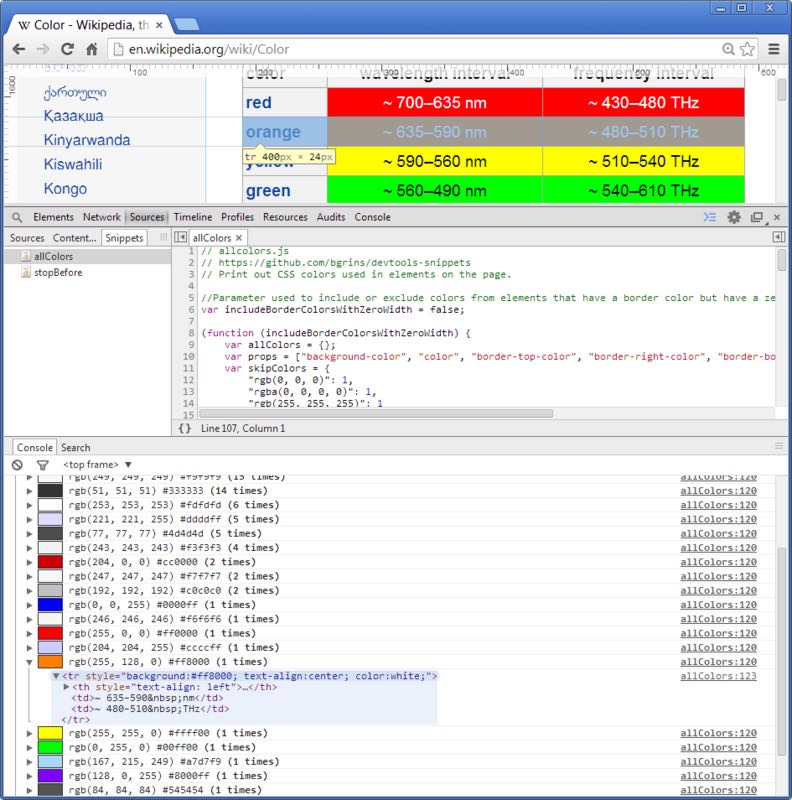 W Color - Wikipedia, th ×
en.wikipedia.org/wiki/Color
100 200 300 400 500 600
1600
color wavelength interval frequency interval
ქართული
Қазақша
Kinyarwanda
Kiswahili
Kongo
red ~ 700–635 nm ~ 430–480 THz
orange ~ 635–590 nm ~ 480–510 THz
tr 400px × 24px
yellow ~ 590–560 nm ~ 510–540 THz
green ~ 560–490 nm ~ 540–610 THz
Elements Network Sources Timeline Profiles Resources Audits Console
Sources Content... Snippets
allColors ×
allColors
stopBefore
1 // allcolors.js
2 // https://github.com/bgrins/devtools-snippets
3 // Print out CSS colors used in elements on the page.
4
5 //Parameter used to include or exclude colors from elements that have a border color but have a ze
6 var includeBorderColorsWithZeroWidth = false;
7
8 (function (includeBorderColorsWithZeroWidth) {
9 var allColors = {};
10 var props = ["background-color", "color", "border-top-color", "border-right-color", "border-bo
11 var skipColors = {
12 "rgb(0, 0, 0)": 1,
13 "rgba(0, 0, 0, 0)": 1,
14 "rgb(255, 255, 255)": 1
15
{} Line 107, Column 1
Console Search
<top frame> ▼
rgb(249, 249, 249) #f9f9f9 (15 times) allColors:120
rgb(51, 51, 51) #333333 (14 times) allColors:120
rgb(253, 253, 253) #fdfdfd (6 times) allColors:120
rgb(221, 221, 255) #ddddff (5 times) allColors:120
rgb(77, 77, 77) #4d4d4d (5 times) allColors:120
rgb(243, 243, 243) #f3f3f3 (4 times) allColors:120
rgb(204, 0, 0) #cc0000 (2 times) allColors:120
rgb(247, 247, 247) #f7f7f7 (2 times) allColors:120
rgb(192, 192, 192) #c0c0c0 (2 times) allColors:120
rgb(0, 0, 255) #0000ff (1 times) allColors:120
rgb(246, 246, 246) #f6f6f6 (1 times) allColors:120
rgb(255, 0, 0) #ff0000 (1 times) allColors:120
rgb(204, 204, 255) #ccccff (1 times) allColors:120
rgb(255, 128, 0) #ff8000 (1 times) allColors:120
<tr style="background:#ff8000; text-align:center; color:white;"> allColors:123
<th style="text-align: left">…</th>
<td>~ 635-590&nbsp;nm</td>
<td>~ 480-510&nbsp;THz</td>
</tr>
rgb(255, 255, 0) #ffff00 (1 times) allColors:120
rgb(0, 255, 0) #00ff00 (1 times) allColors:120
rgb(167, 215, 249) #a7d7f9 (1 times) allColors:120
rgb(128, 0, 255) #8000ff (1 times) allColors:120
rgb(84, 84, 84) #545454 (1 times) allColors:120